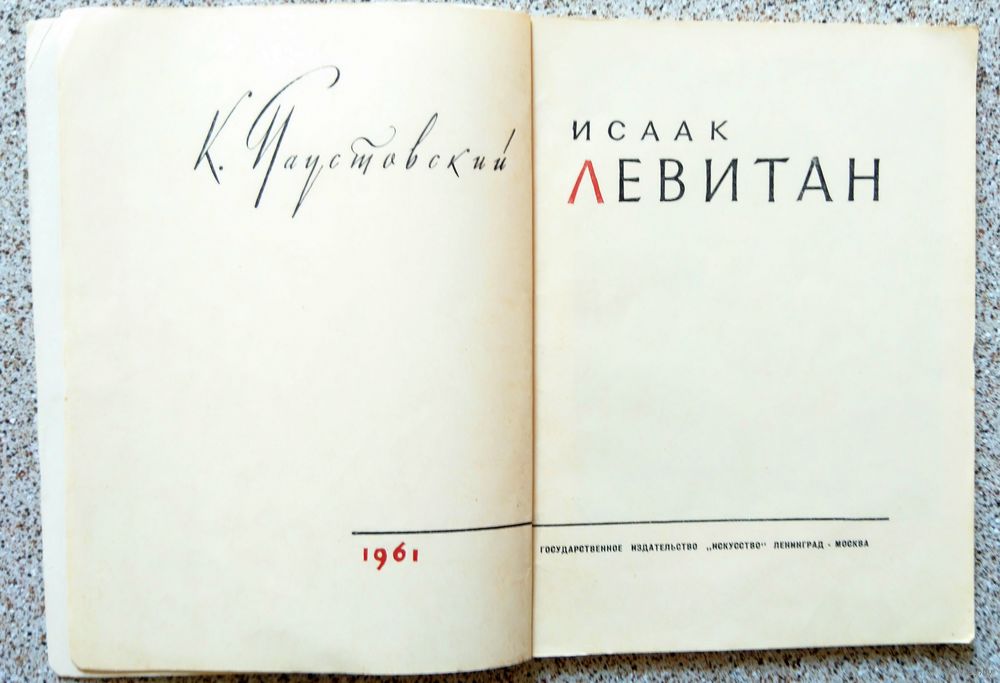 К. Паустовский
1961
ИСААК
ЛЕВИТАН
ГОСУДАРСТВЕННОЕ ИЗДАТЕЛЬСТВО „ИСКУССТВО" ЛЕНИНГРАД · МОСКВА